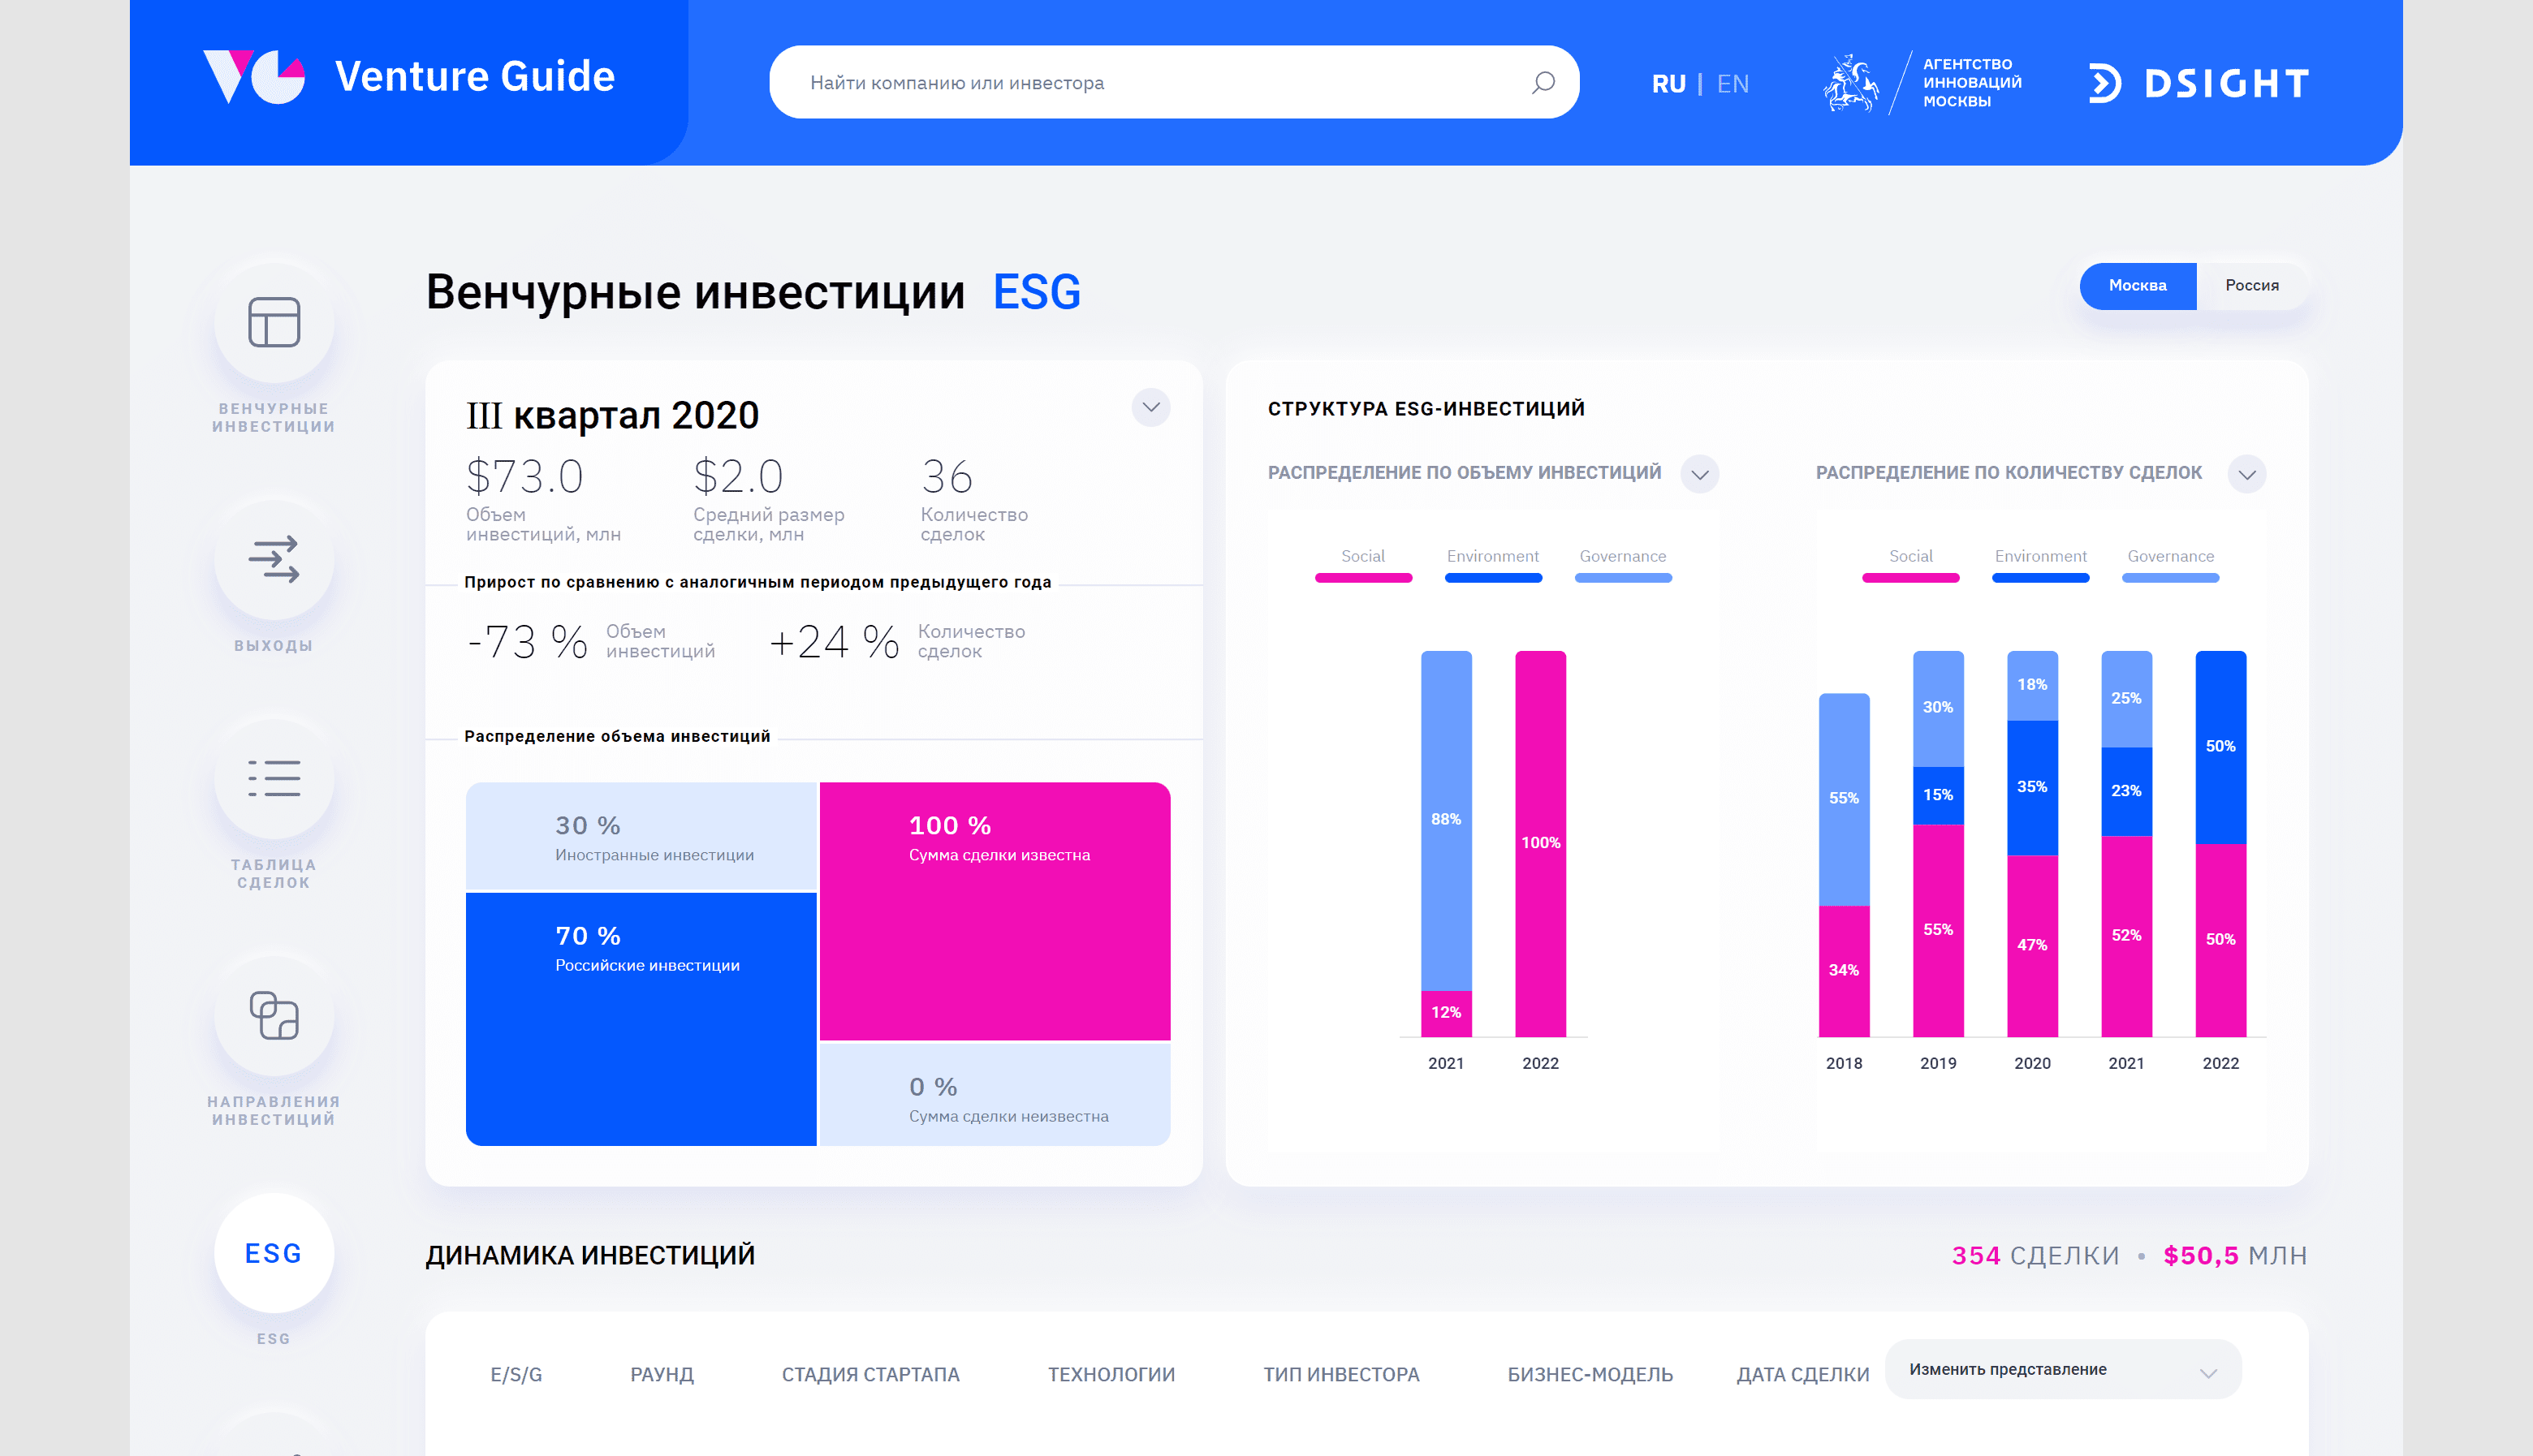 Venture Guide
Найти компанию или инвестора
RU | EN
АГЕНТСТВО
ИННОВАЦИЙ
МОСКВЫ
DSIGHT
Венчурные инвестиции ESG
Москва
Россия
ВЕНЧУРНЫЕ
ИНВЕСТИЦИИ
ВЫХОДЫ
ТАБЛИЦА
СДЕЛОК
НАПРАВЛЕНИЯ
ИНВЕСТИЦИЙ
ESG
ESG
III квартал 2020
$73.0
Объем
инвестиций, млн
$2.0
Средний размер
сделки, млн
36
Количество
сделок
Прирост по сравнению с аналогичным периодом предыдущего года
-73 %
Объем
инвестиций
+24 %
Количество
сделок
Распределение объема инвестиций
30 %
Иностранные инвестиции
100 %
Сумма сделки известна
70 %
Российские инвестиции
0 %
Сумма сделки неизвестна
СТРУКТУРА ESG-ИНВЕСТИЦИЙ
РАСПРЕДЕЛЕНИЕ ПО ОБЪЕМУ ИНВЕСТИЦИЙ
Social Environment Governance
88%
12%
100%
2021 2022
РАСПРЕДЕЛЕНИЕ ПО КОЛИЧЕСТВУ СДЕЛОК
Social Environment Governance
55%
34%
30%
15%
55%
18%
35%
47%
25%
23%
52%
50%
50%
2018 2019 2020 2021 2022
ДИНАМИКА ИНВЕСТИЦИЙ
354 СДЕЛКИ • $50,5 МЛН
E/S/G РАУНД СТАДИЯ СТАРТАПА ТЕХНОЛОГИИ ТИП ИНВЕСТОРА БИЗНЕС-МОДЕЛЬ ДАТА СДЕЛКИ Изменить представление